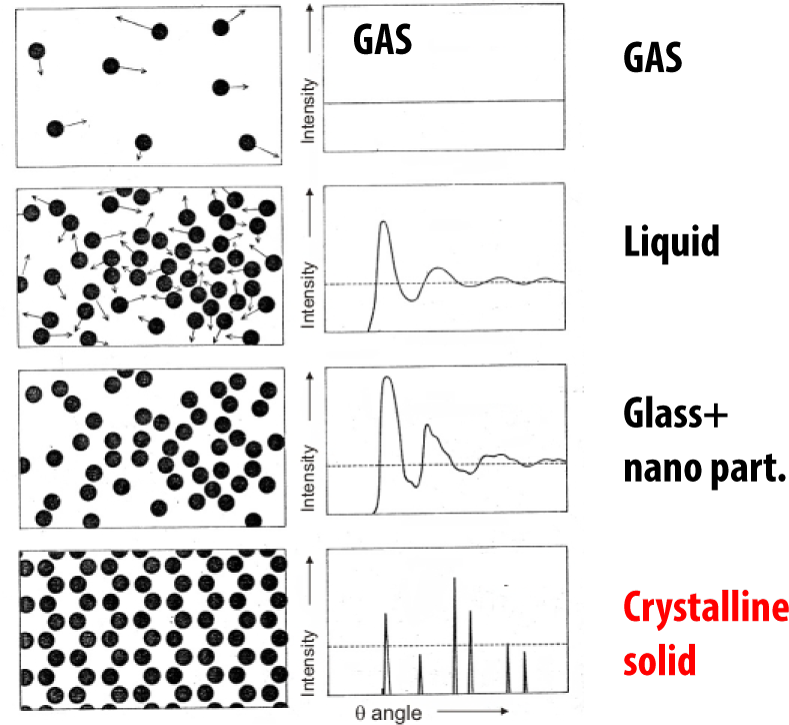 GAS
Intensity
GAS
Intensity
Liquid
Intensity
Glass+
nano part.
Intensity
Crystalline
solid
θ angle